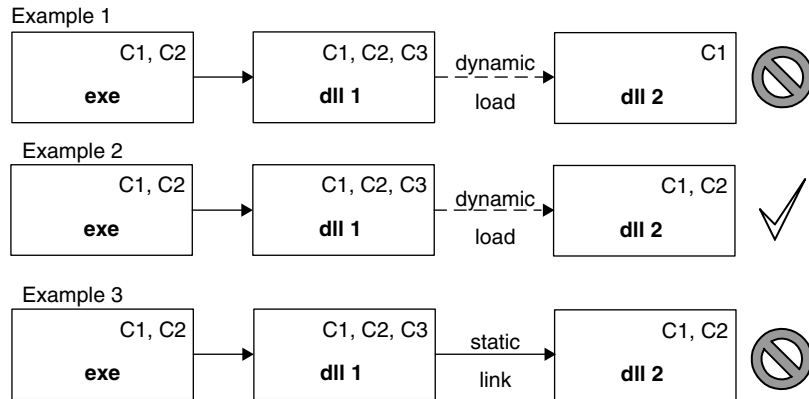 Example 1
C1, C2
exe
C1, C2, C3
dll 1
dynamic
load
C1
dll 2
Example 2
C1, C2
exe
C1, C2, C3
dll 1
dynamic
load
C1, C2
dll 2
Example 3
C1, C2
exe
C1, C2, C3
dll 1
static
link
C1, C2
dll 2